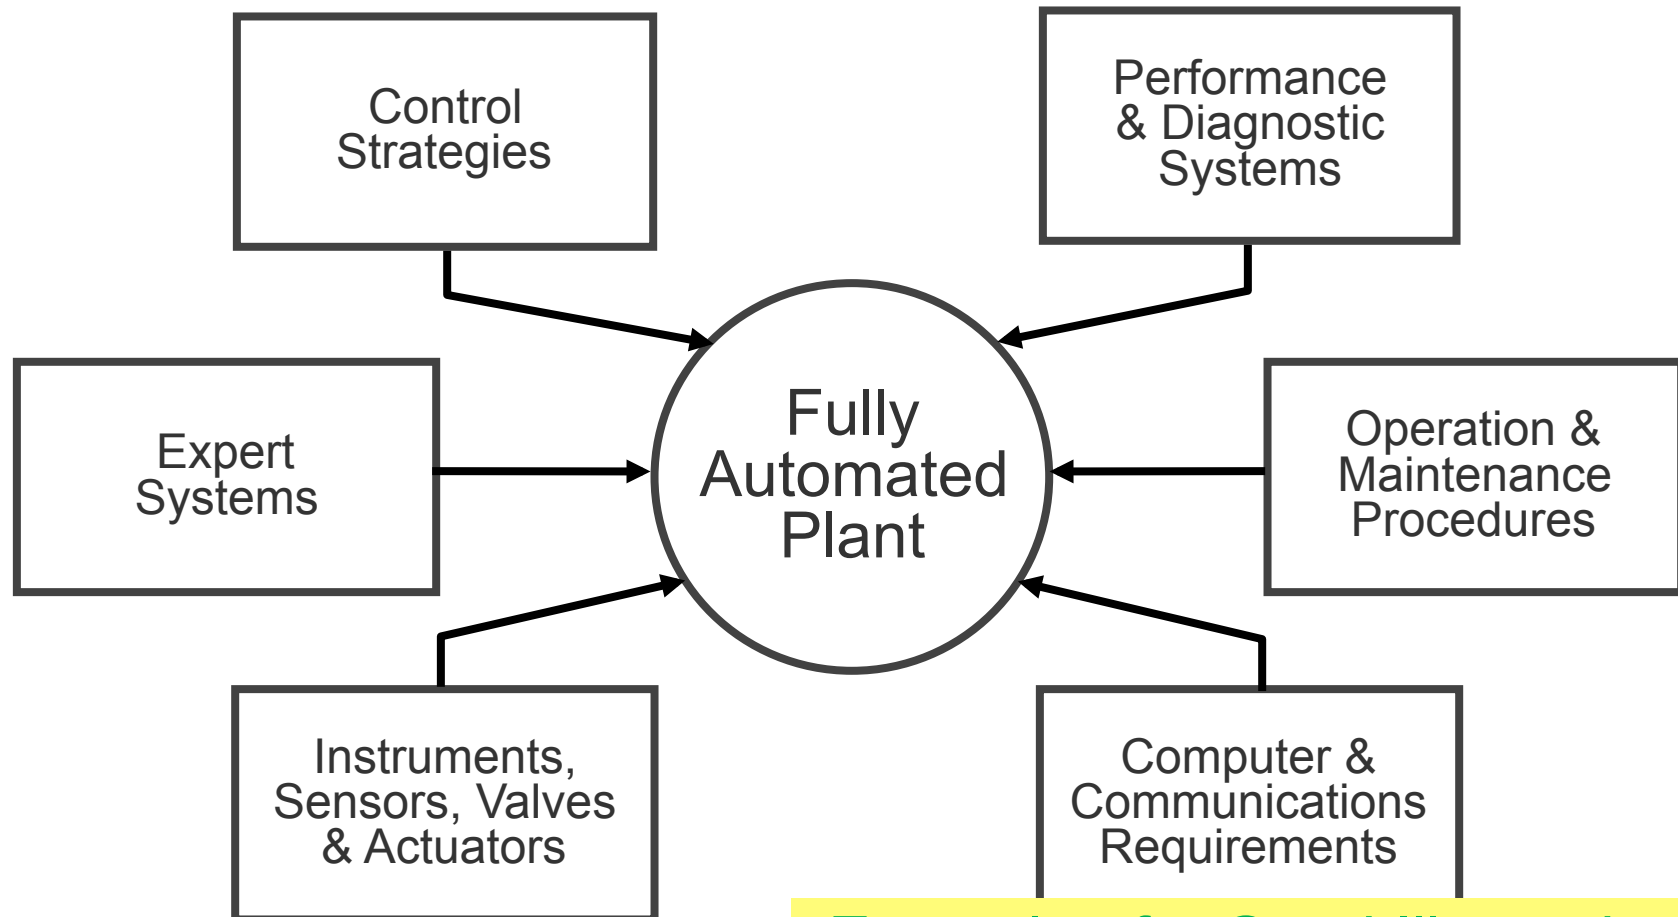 Control
Strategies
Performance
& Diagnostic
Systems
Expert
Systems
Fully
Automated
Plant
Operation &
Maintenance
Procedures
Instruments,
Sensors, Valves
& Actuators
Computer &
Communications
Requirements